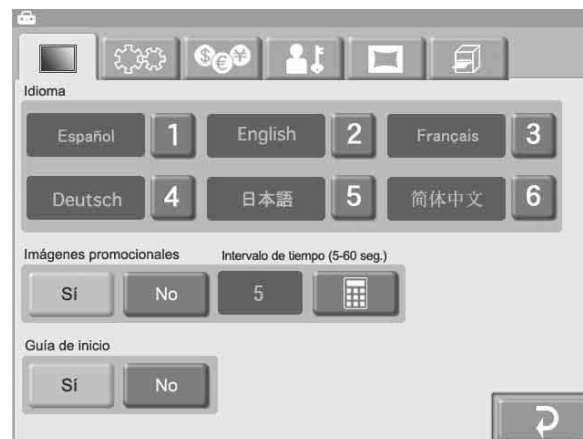 Idioma
Español 1 English 2 Français 3
Deutsch 4 日本語 5 简体中文 6
Imágenes promocionales Intervalo de tiempo (5-60 seg.)
Sí No 5
Guía de inicio
Sí No